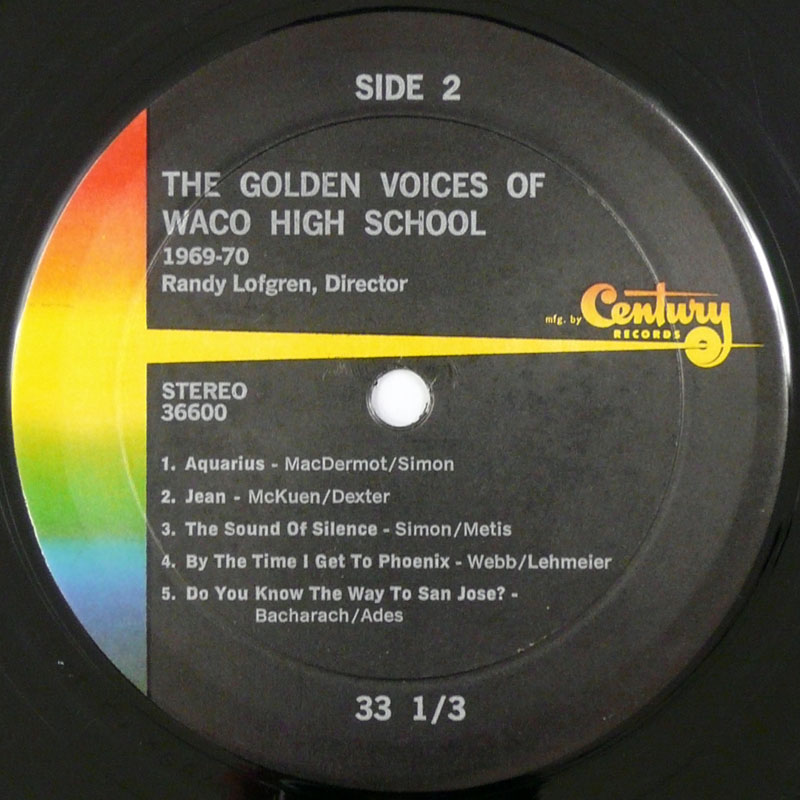 SIDE 2
THE GOLDEN VOICES OF
WACO HIGH SCHOOL
1969-70
Randy Lofgren, Director
mfg. by Century
RECORDS
STEREO
36600
1. Aquarius - MacDermot/Simon
2. Jean - McKuen/Dexter
3. The Sound Of Silence - Simon/Metis
4. By The Time I Get To Phoenix - Webb/Lehmeier
5. Do You Know The Way To San Jose? -
Bacharach/Ades
33 1/3